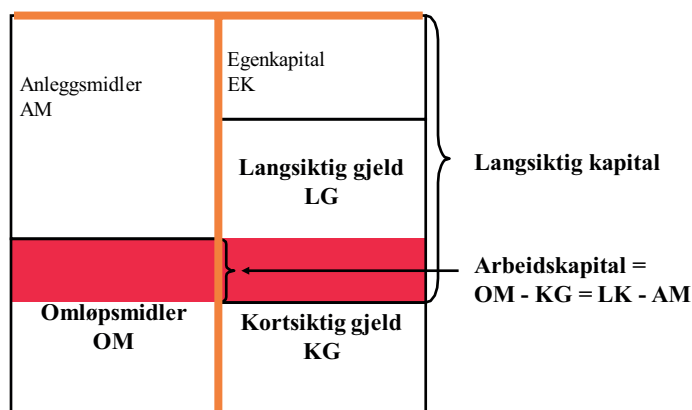 Anleggsmidler
AM
Egenkapital
EK
Langsiktig gjeld
LG
Langsiktig kapital
Arbeidskapital =
OM - KG = LK - AM
Omløpsmidler
OM
Kortsiktig gjeld
KG